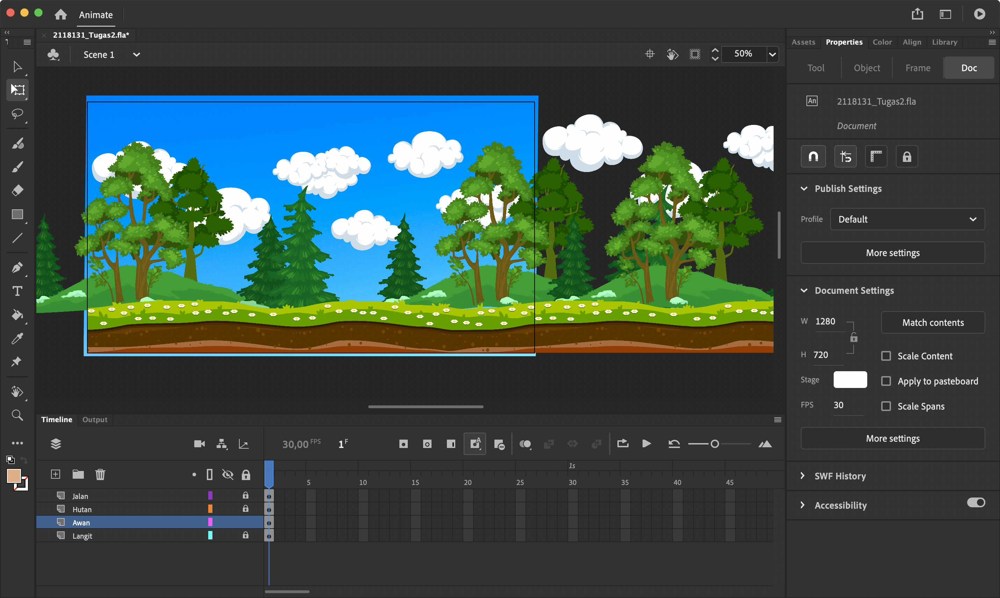 Animate
2118131_Tugas2.fla*
Scene 1
50%
Assets Properties Color Align Library
Tool Object Frame Doc
An 2118131_Tugas2.fla
Document
Publish Settings
Profile Default
More settings
Document Settings
W 1280 Match contents
H 720 Scale Content
Stage Apply to pasteboard
FPS 30 Scale Spans
More settings
SWF History
Accessibility
Timeline Output
30,00 FPS 1 F
A
1s
5 10 15 20 25 30 35 40 45
Jalan
Hutan
Awan
Langit